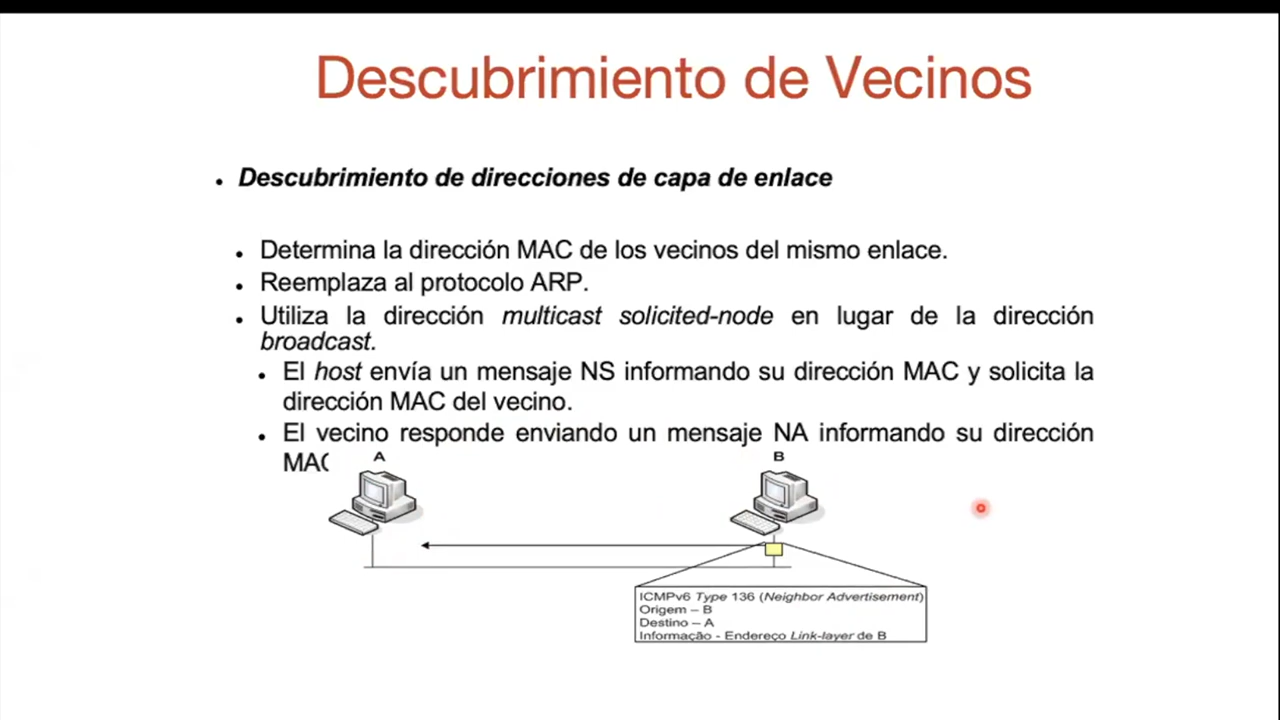 Descubrimiento de Vecinos
Descubrimiento de direcciones de capa de enlace
Determina la dirección MAC de los vecinos del mismo enlace.
Reemplaza al protocolo ARP.
Utiliza la dirección multicast solicited-node en lugar de la dirección
broadcast.
El host envía un mensaje NS informando su dirección MAC y solicita la
dirección MAC del vecino.
El vecino responde enviando un mensaje NA informando su dirección
MAC
A
B
ICMPv6 Type 136 (Neighbor Advertisement)
Origem – B
Destino – A
Informação - Endereço Link-layer de B